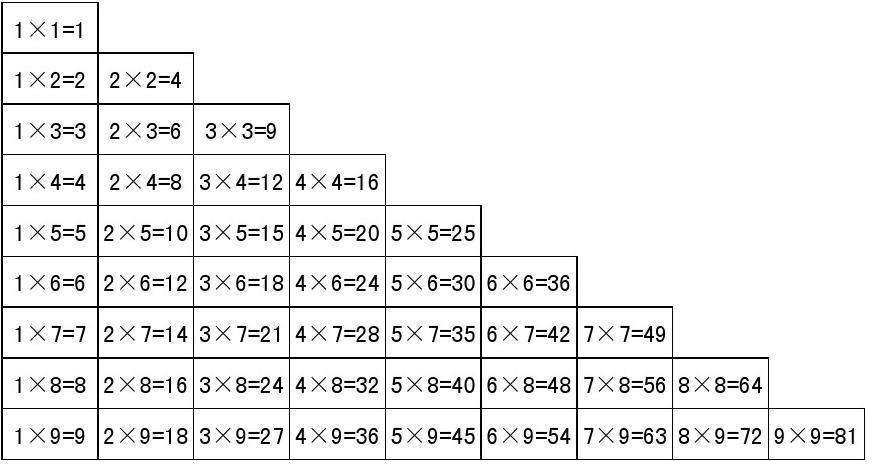 1×1=1
1×2=2 2×2=4
1×3=3 2×3=6 3×3=9
1×4=4 2×4=8 3×4=12 4×4=16
1×5=5 2×5=10 3×5=15 4×5=20 5×5=25
1×6=6 2×6=12 3×6=18 4×6=24 5×6=30 6×6=36
1×7=7 2×7=14 3×7=21 4×7=28 5×7=35 6×7=42 7×7=49
1×8=8 2×8=16 3×8=24 4×8=32 5×8=40 6×8=48 7×8=56 8×8=64
1×9=9 2×9=18 3×9=27 4×9=36 5×9=45 6×9=54 7×9=63 8×9=72 9×9=81